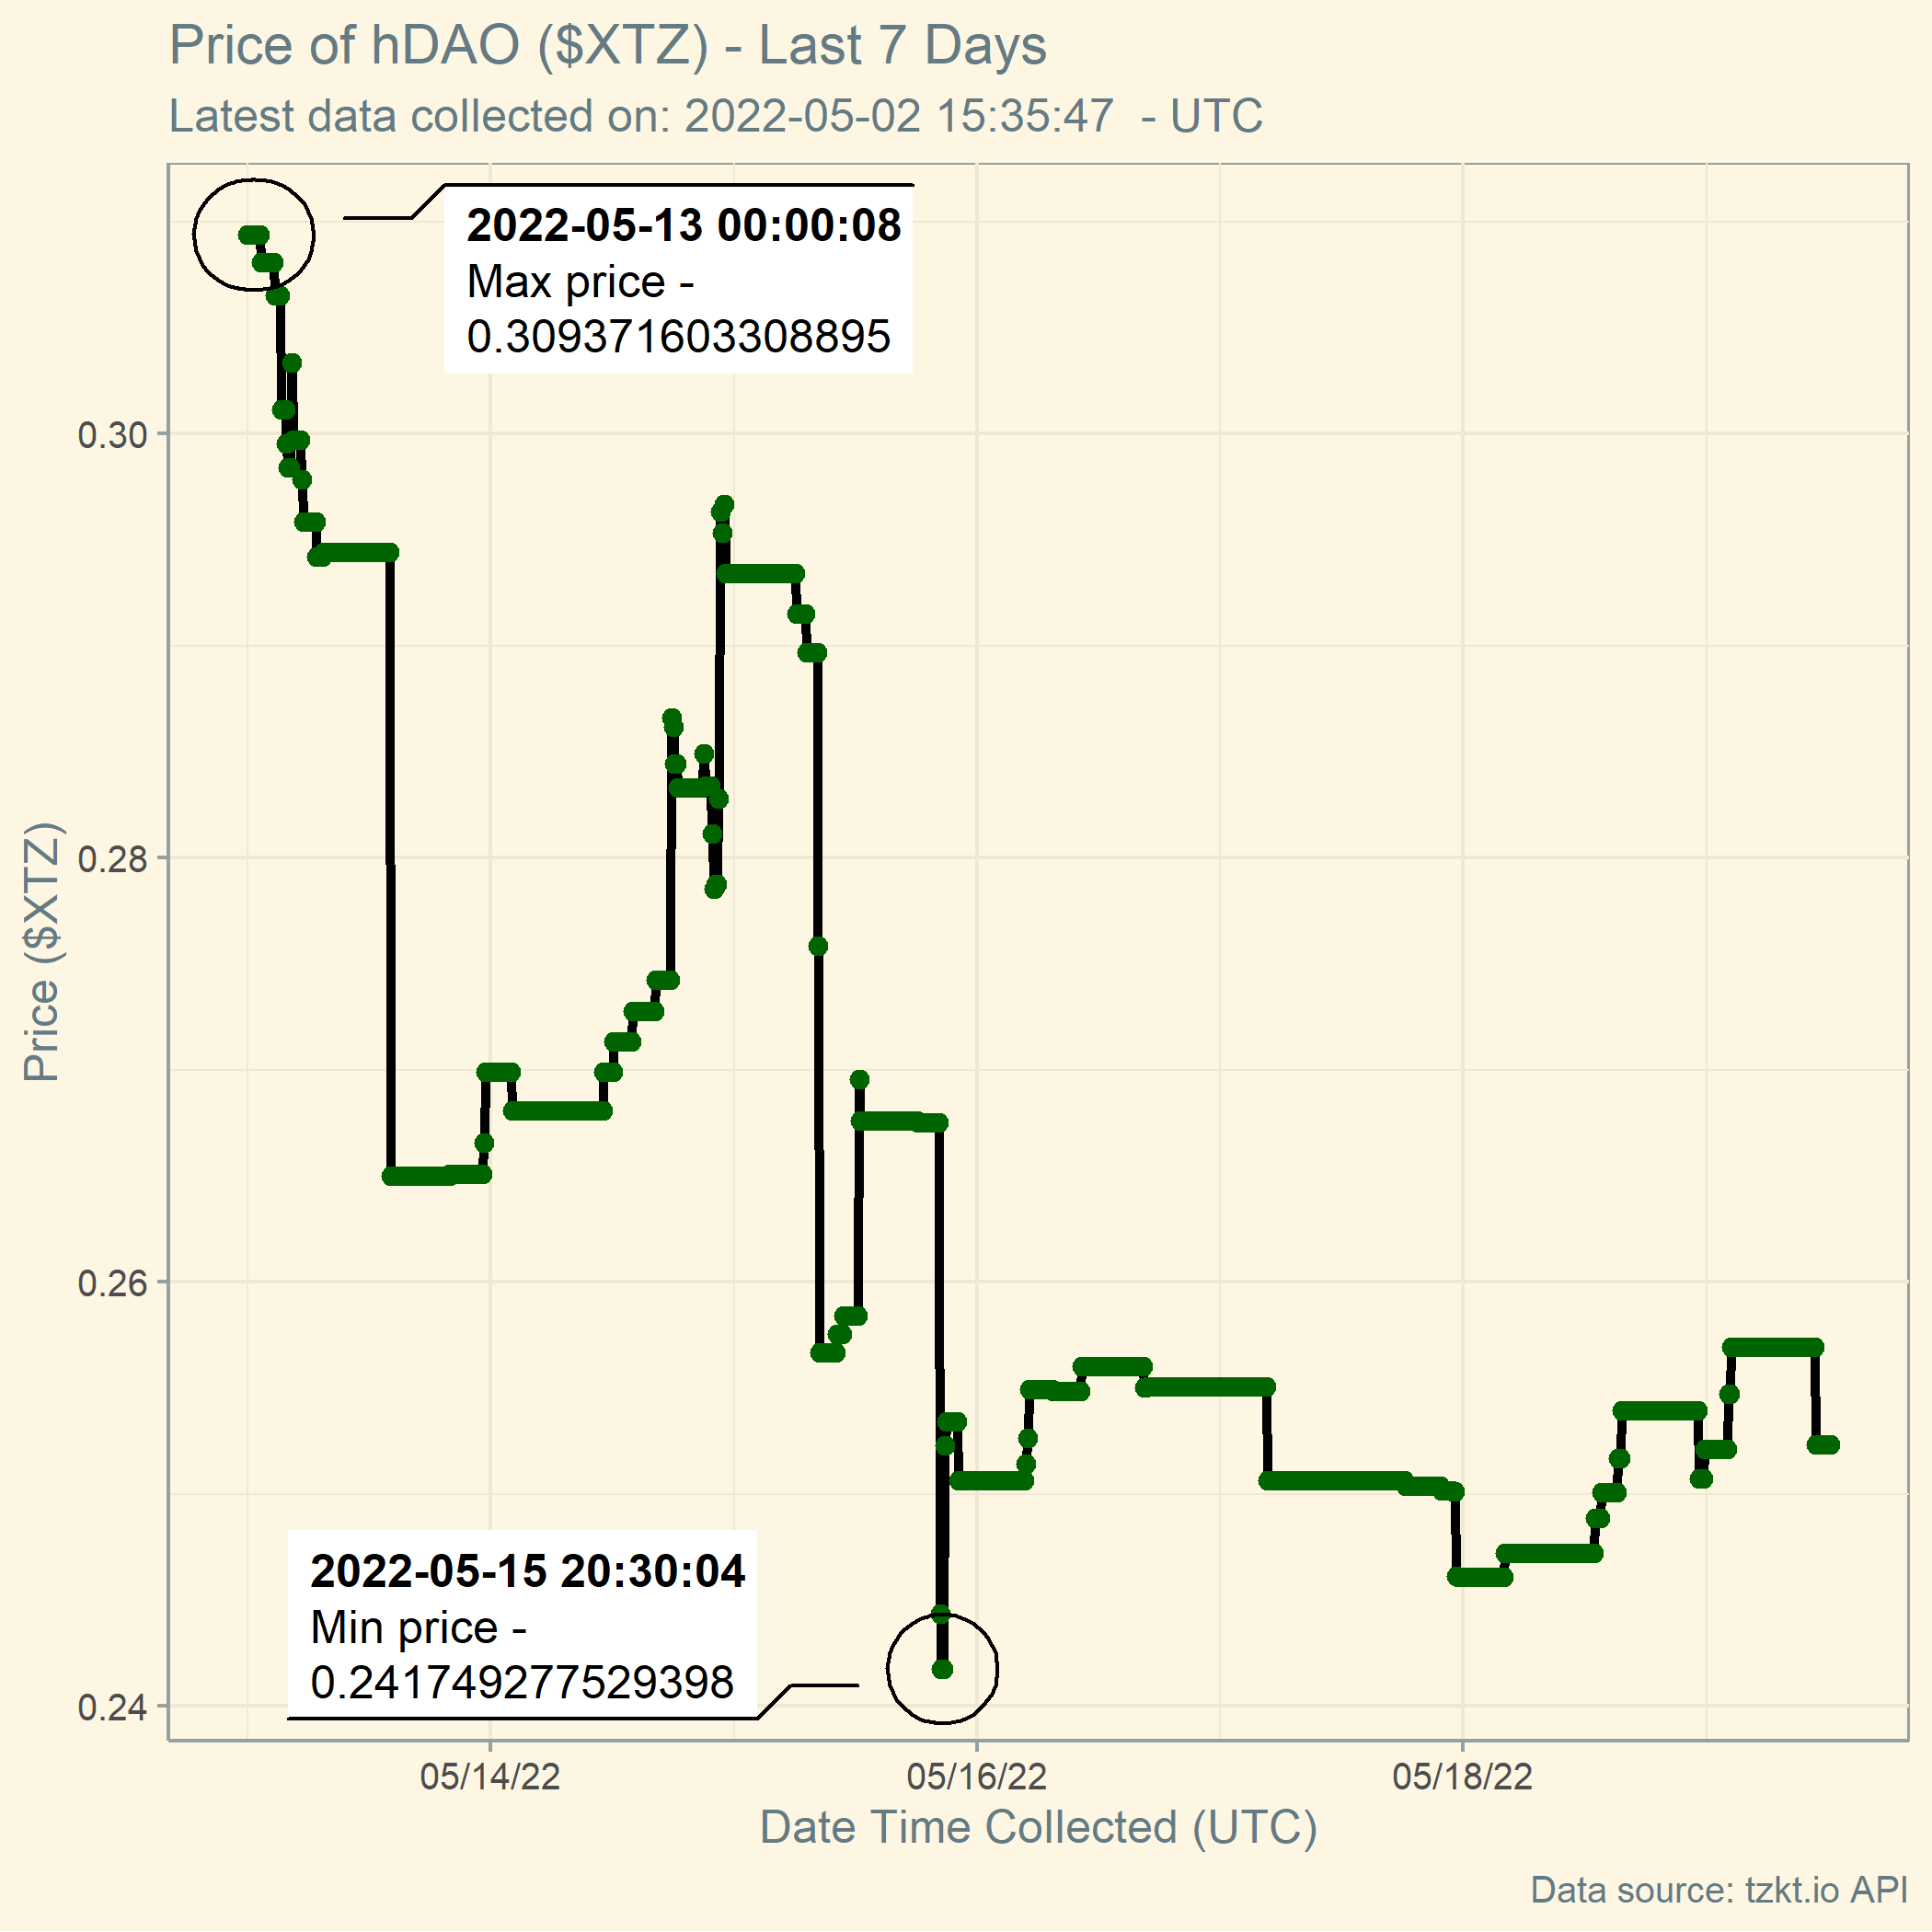 Price of hDAO ($XTZ) - Last 7 Days
Latest data collected on: 2022-05-02 15:35:47  - UTC
2022-05-13 00:00:08
Max price -
0.309371603308895
0.30
0.28
0.26
0.24
Price ($XTZ)
2022-05-15 20:30:04
Min price -
0.241749277529398
05/14/22
05/16/22
05/18/22
Date Time Collected (UTC)
Data source: tzkt.io API